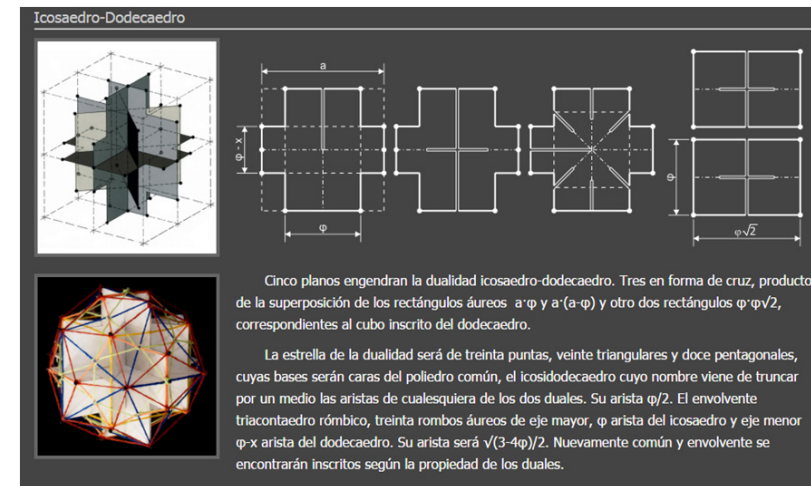 Icosaedro-Dodecaedro
a
φ - x
φ
φ
φ√2
Cinco planos engendran la dualidad icosaedro-dodecaedro. Tres en forma de cruz, producto
de la superposición de los rectángulos áureos a·φ y a·(a-φ) y otro dos rectángulos φ·φ√2,
correspondientes al cubo inscrito del dodecaedro.
La estrella de la dualidad será de treinta puntas, veinte triangulares y doce pentagonales,
cuyas bases serán caras del poliedro común, el icosidodecaedro cuyo nombre viene de truncar
por un medio las aristas de cualesquiera de los dos duales. Su arista φ/2. El envolvente
triacontaedro rómbico, treinta rombos áureos de eje mayor, φ arista del icosaedro y eje menor
φ-x arista del dodecaedro. Su arista será √(3-4φ)/2. Nuevamente común y envolvente se
encontrarán inscritos según la propiedad de los duales.